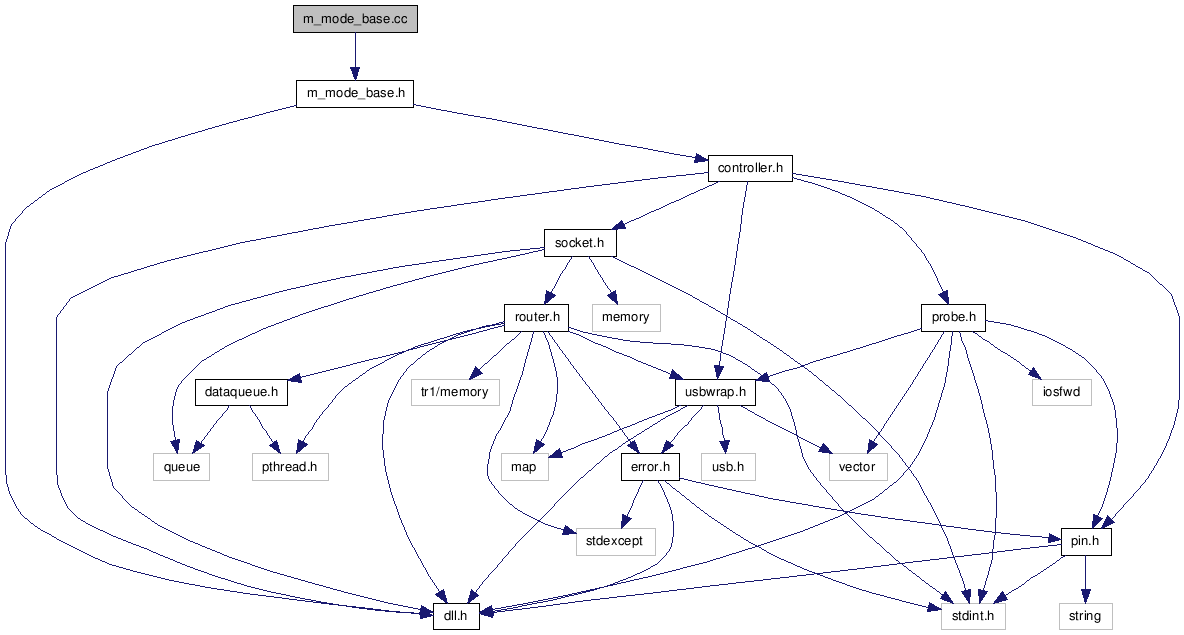 m_mode_base.cc
m_mode_base.h
controller.h
socket.h
router.h
memory
probe.h
dataqueue.h
tr1/memory
usbwrap.h
iosfwd
queue
pthread.h
map
error.h
usb.h
vector
stdexcept
pin.h
dll.h
stdint.h
string